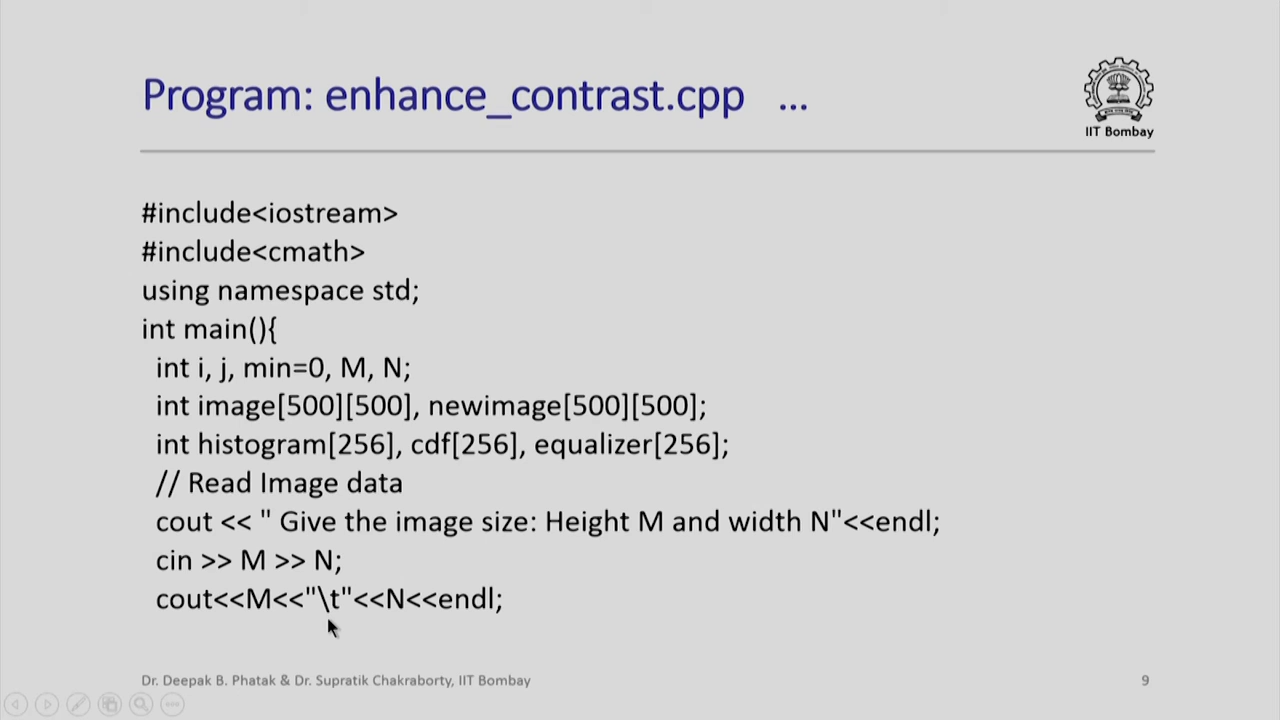 Program: enhance_contrast.cpp ...
IIT Bombay
#include<iostream>
#include<cmath>
using namespace std;
int main(){
int i, j, min=0, M, N;
int image[500][500], newimage[500][500];
int histogram[256], cdf[256], equalizer[256];
// Read Image data
cout << " Give the image size: Height M and width N"<<endl;
cin >> M >> N;
cout<<M<<"\t"<<N<<endl;
Dr. Deepak B. Phatak & Dr. Supratik Chakraborty, IIT Bombay
9